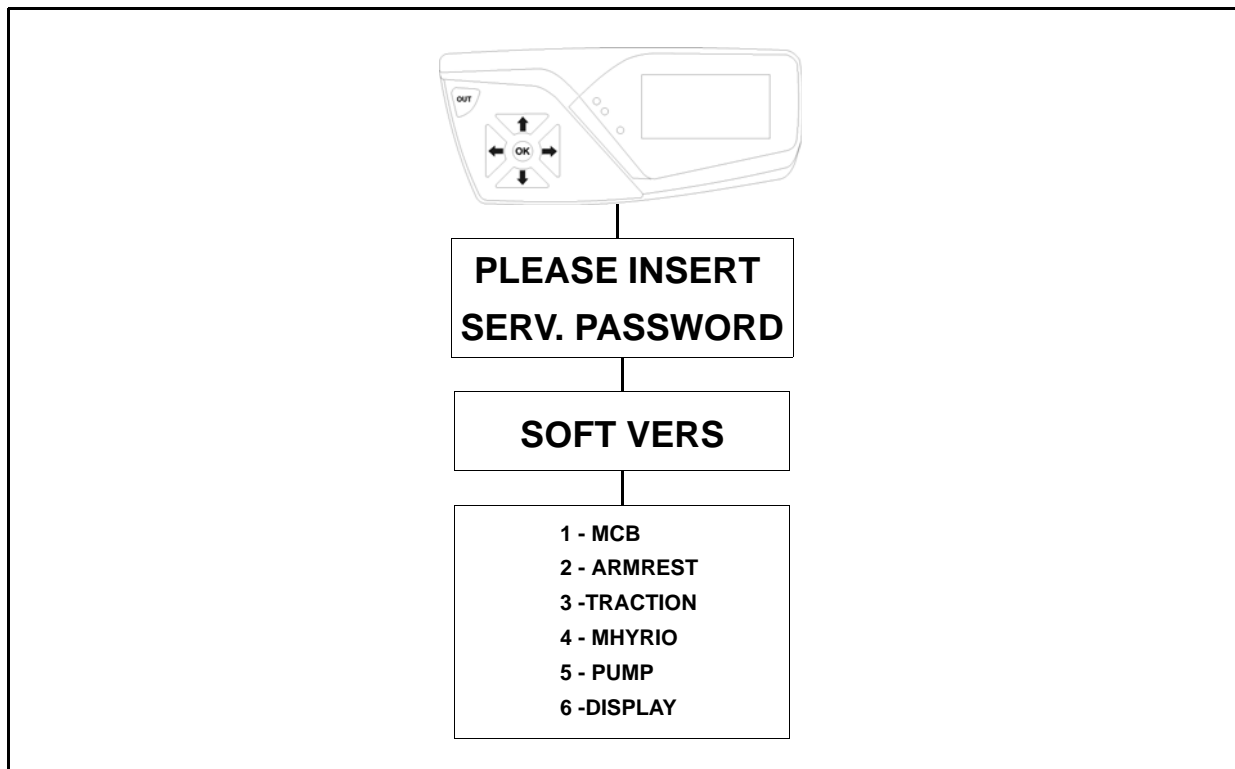 OUT
OK
PLEASE INSERT
SERV. PASSWORD
SOFT VERS
1 - MCB
2 - ARMREST
3 -TRACTION
4 - MHYRIO
5 - PUMP
6 -DISPLAY